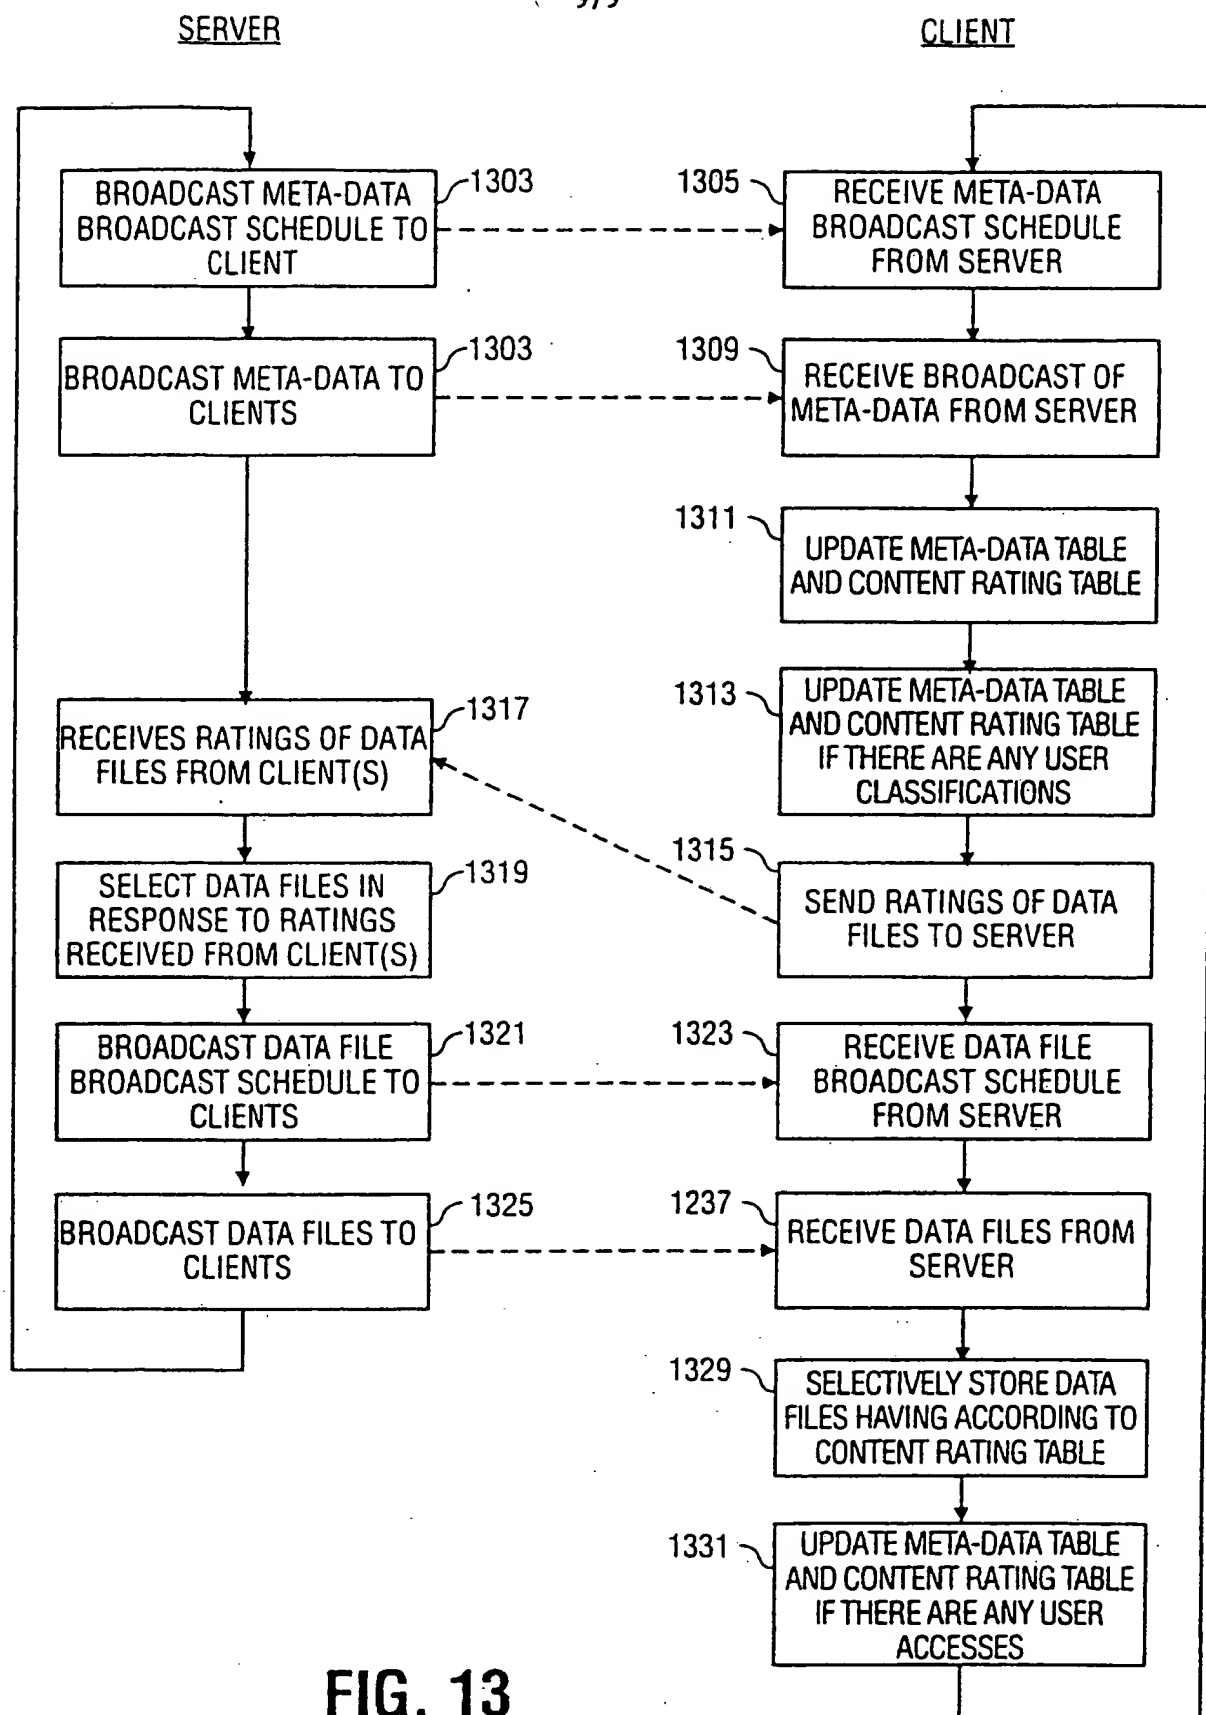 9/9
SERVER
CLIENT
BROADCAST META-DATA
BROADCAST SCHEDULE TO
CLIENT
1303
1305
RECEIVE META-DATA
BROADCAST SCHEDULE
FROM SERVER
BROADCAST META-DATA TO
CLIENTS
1303
1309
RECEIVE BROADCAST OF
META-DATA FROM SERVER
1311
UPDATE META-DATA TABLE
AND CONTENT RATING TABLE
1313
UPDATE META-DATA TABLE
AND CONTENT RATING TABLE
IF THERE ARE ANY USER
CLASSIFICATIONS
RECEIVES RATINGS OF DATA
FILES FROM CLIENT(S)
1317
1315
SEND RATINGS OF DATA
FILES TO SERVER
SELECT DATA FILES IN
RESPONSE TO RATINGS
RECEIVED FROM CLIENT(S)
1319
BROADCAST DATA FILE
BROADCAST SCHEDULE TO
CLIENTS
1321
1323
RECEIVE DATA FILE
BROADCAST SCHEDULE
FROM SERVER
BROADCAST DATA FILES TO
CLIENTS
1325
1237
RECEIVE DATA FILES FROM
SERVER
1329
SELECTIVELY STORE DATA
FILES HAVING ACCORDING TO
CONTENT RATING TABLE
1331
UPDATE META-DATA TABLE
AND CONTENT RATING TABLE
IF THERE ARE ANY USER
ACCESSES
FIG. 13